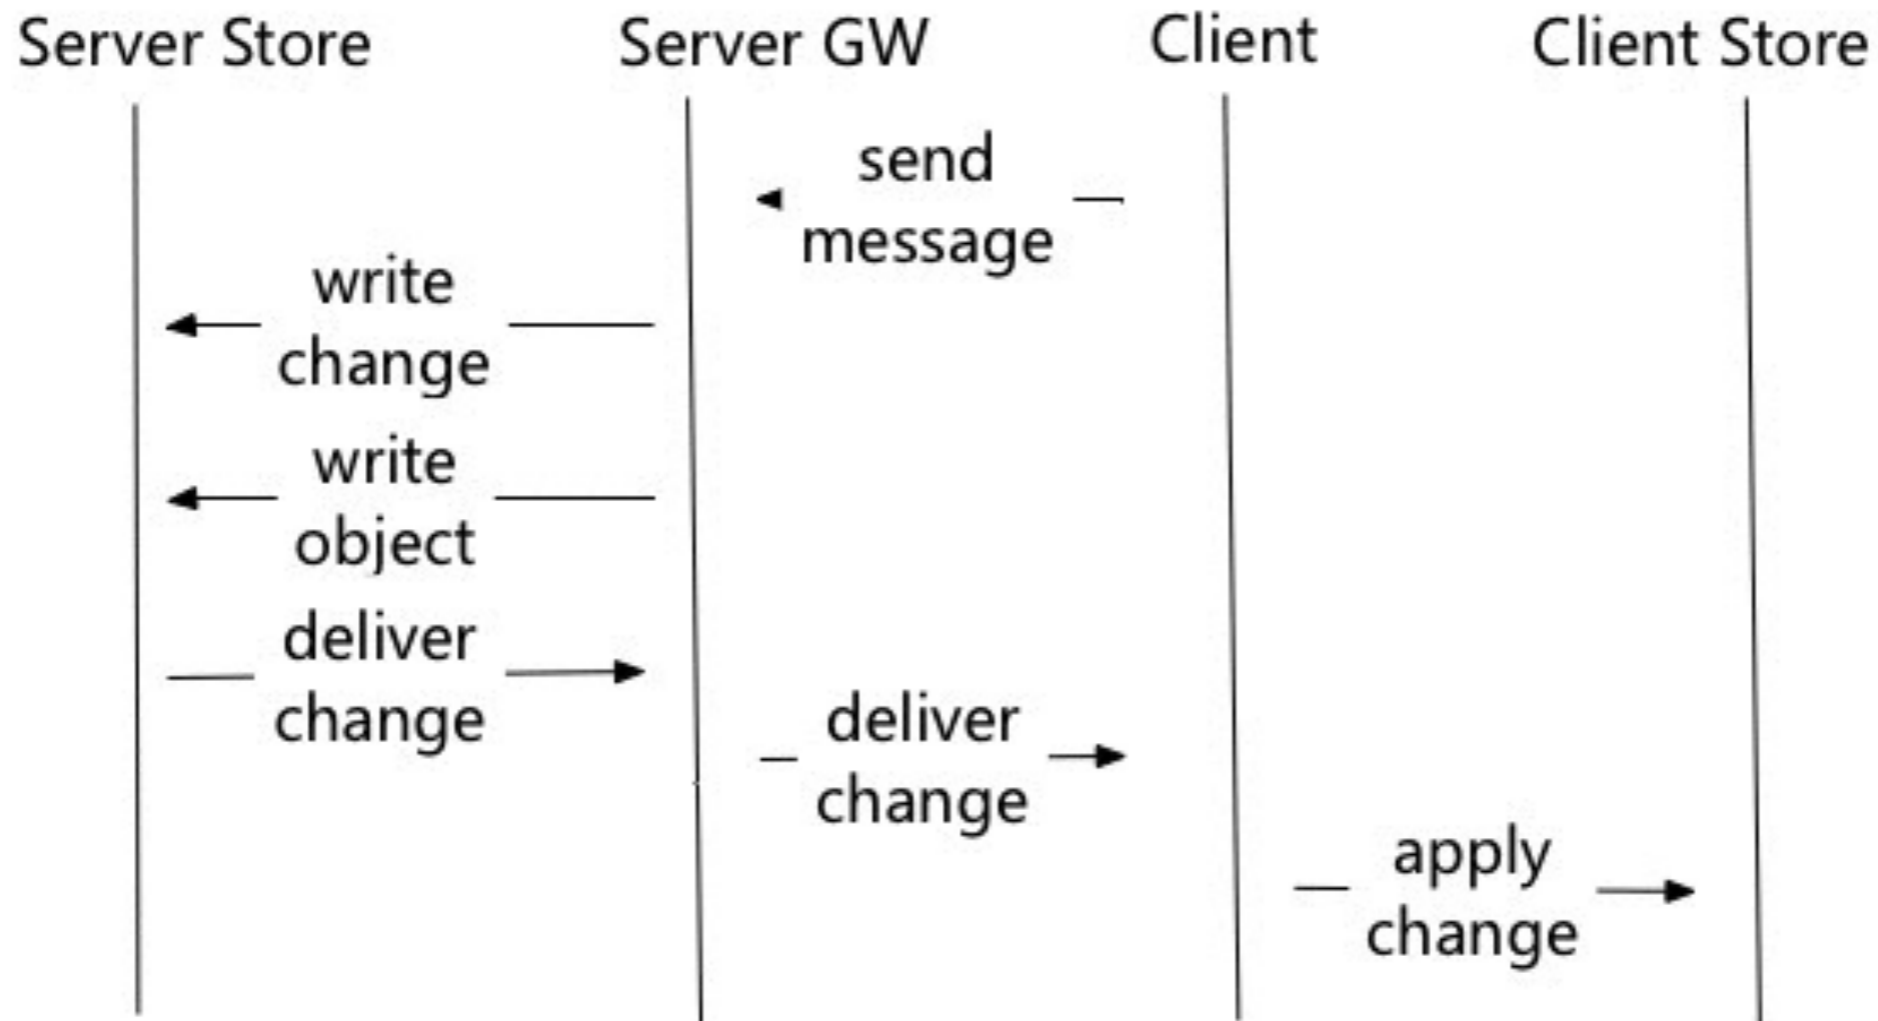 Server Store
Server GW
Client
Client Store
send
message
write
change
write
object
deliver
change
deliver
change
apply
change